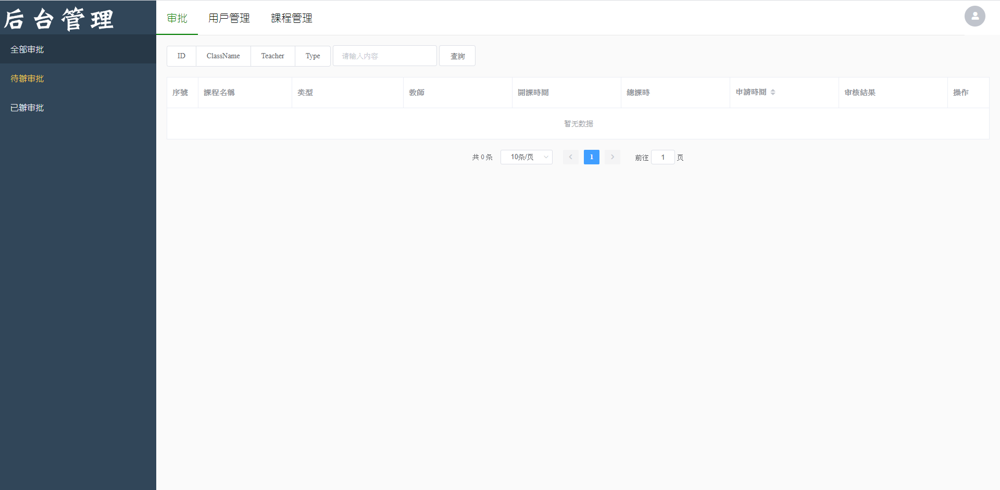 后台管理
审批 用戶管理 課程管理
全部审批
待辦审批
已辦审批
ID ClassName Teacher Type 请输入内容 查詢
序號 課程名稱 类型 教師 開課時間 總課時 申請時間 审核結果 操作
暂无数据
共 0 条 10条/页 1 前往 1 页